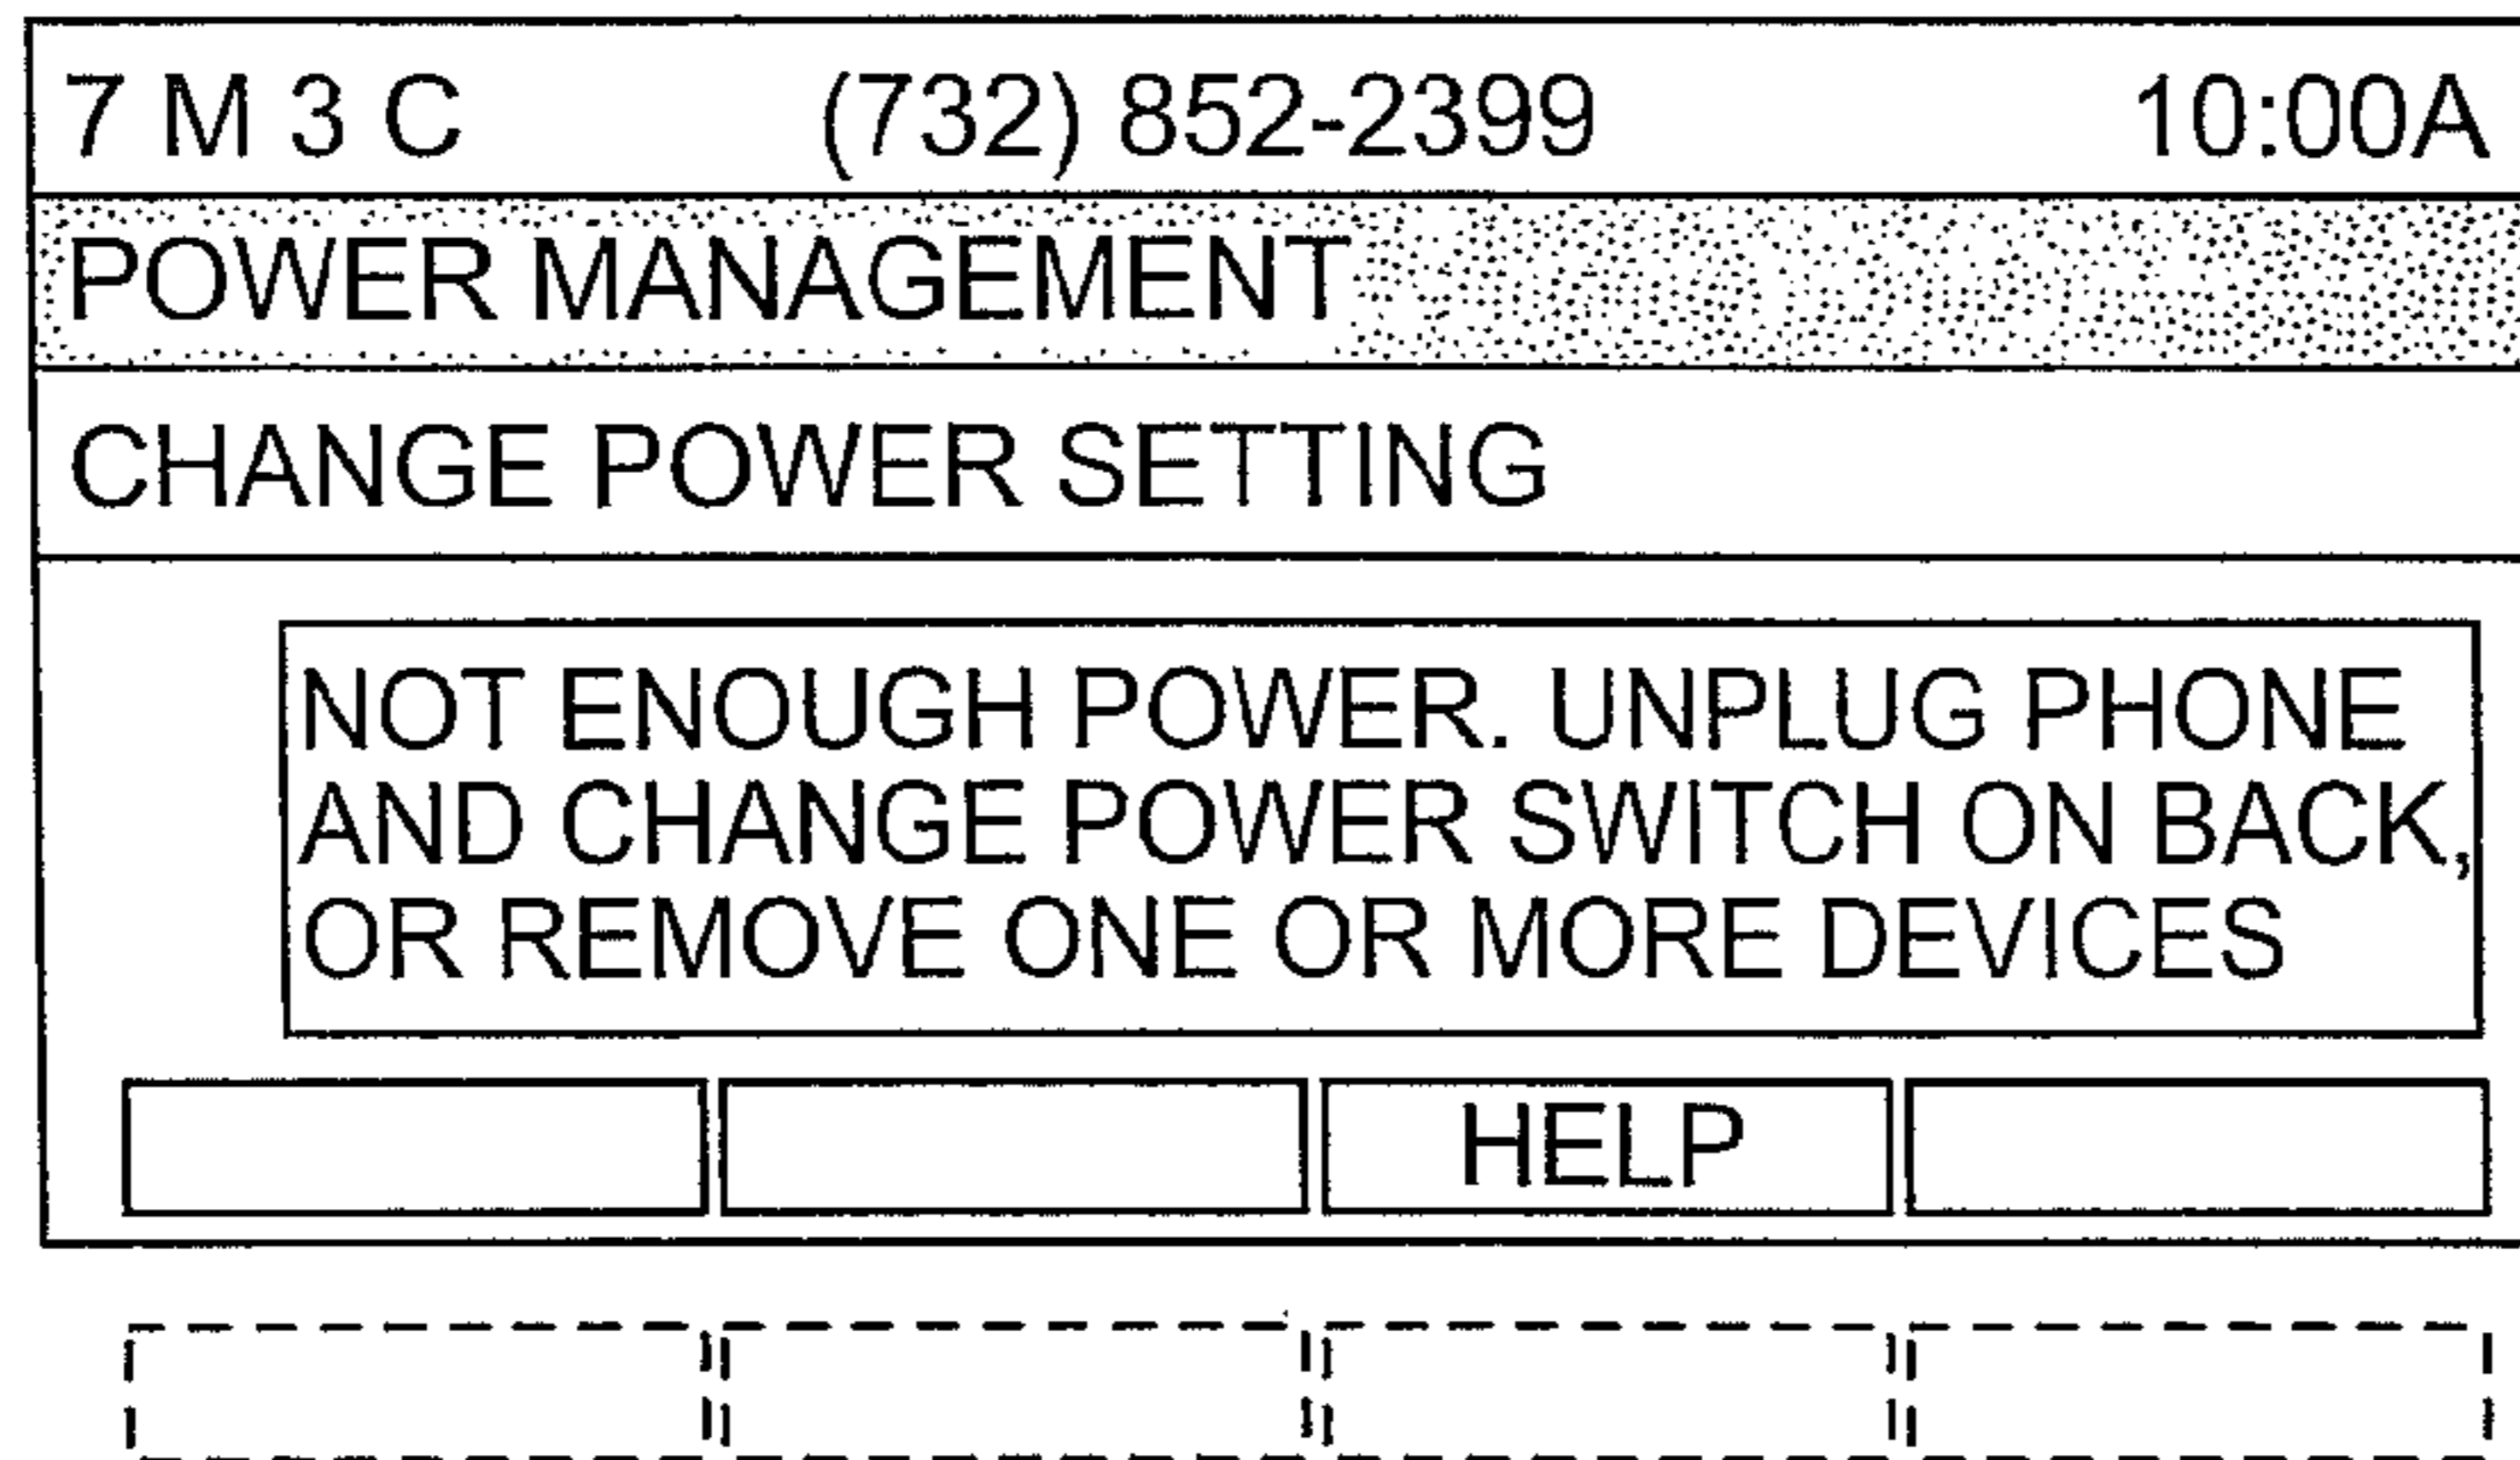 7 M 3 C (732) 852-2399 10:00A
POWER MANAGEMENT
CHANGE POWER SETTING
NOT ENOUGH POWER. UNPLUG PHONE
AND CHANGE POWER SWITCH ON BACK,
OR REMOVE ONE OR MORE DEVICES
HELP